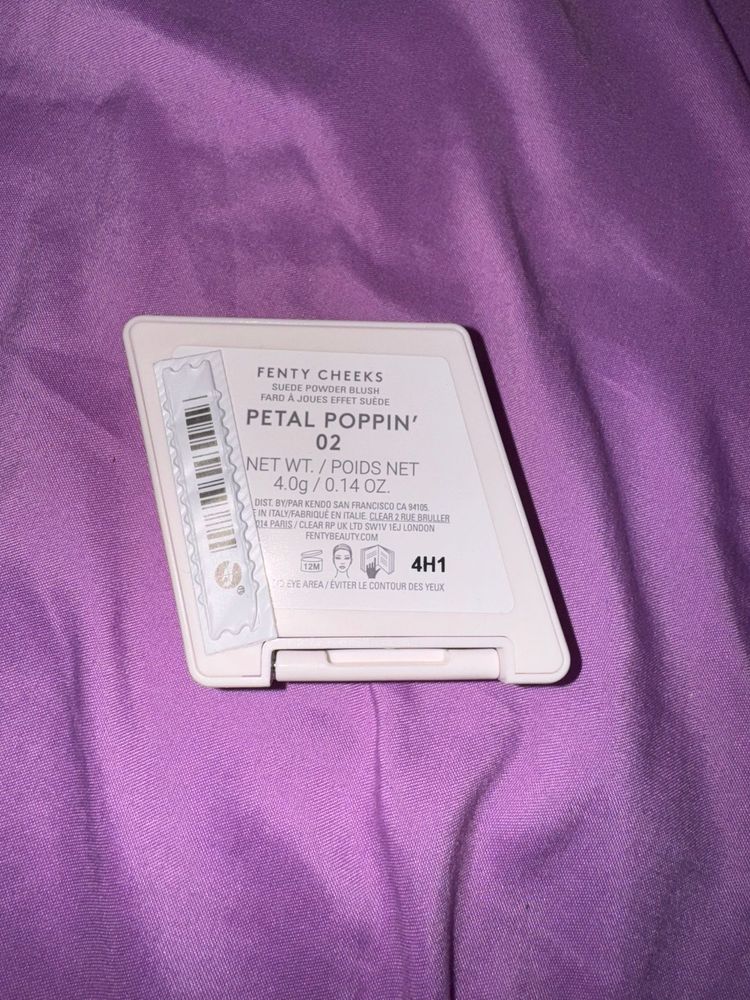 FENTY CHEEKS
SUEDE POWDER BLUSH
FARD À JOUES EFFET SUÈDE
PETAL POPPIN'
02
NET WT. / POIDS NET
4.0g / 0.14 OZ.
DIST. BY/PAR KENDO SAN FRANCISCO CA 94105.
IN ITALY/FABRIQUÉ EN ITALIE. CLEAR 2 RUE BRULLER
PARIS / CLEAR RP UK LTD SW1V 1EJ LONDON
FENTYBEAUTY.COM
12M
4H1
EYE AREA / ÉVITER LE CONTOUR DES YEUX